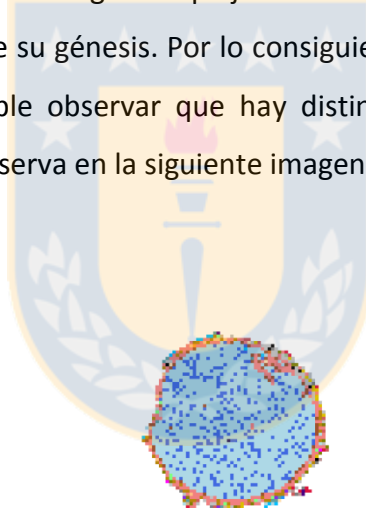 e su génesis. Por lo consiguie
ble observar que hay distin
serva en la siguiente imagen